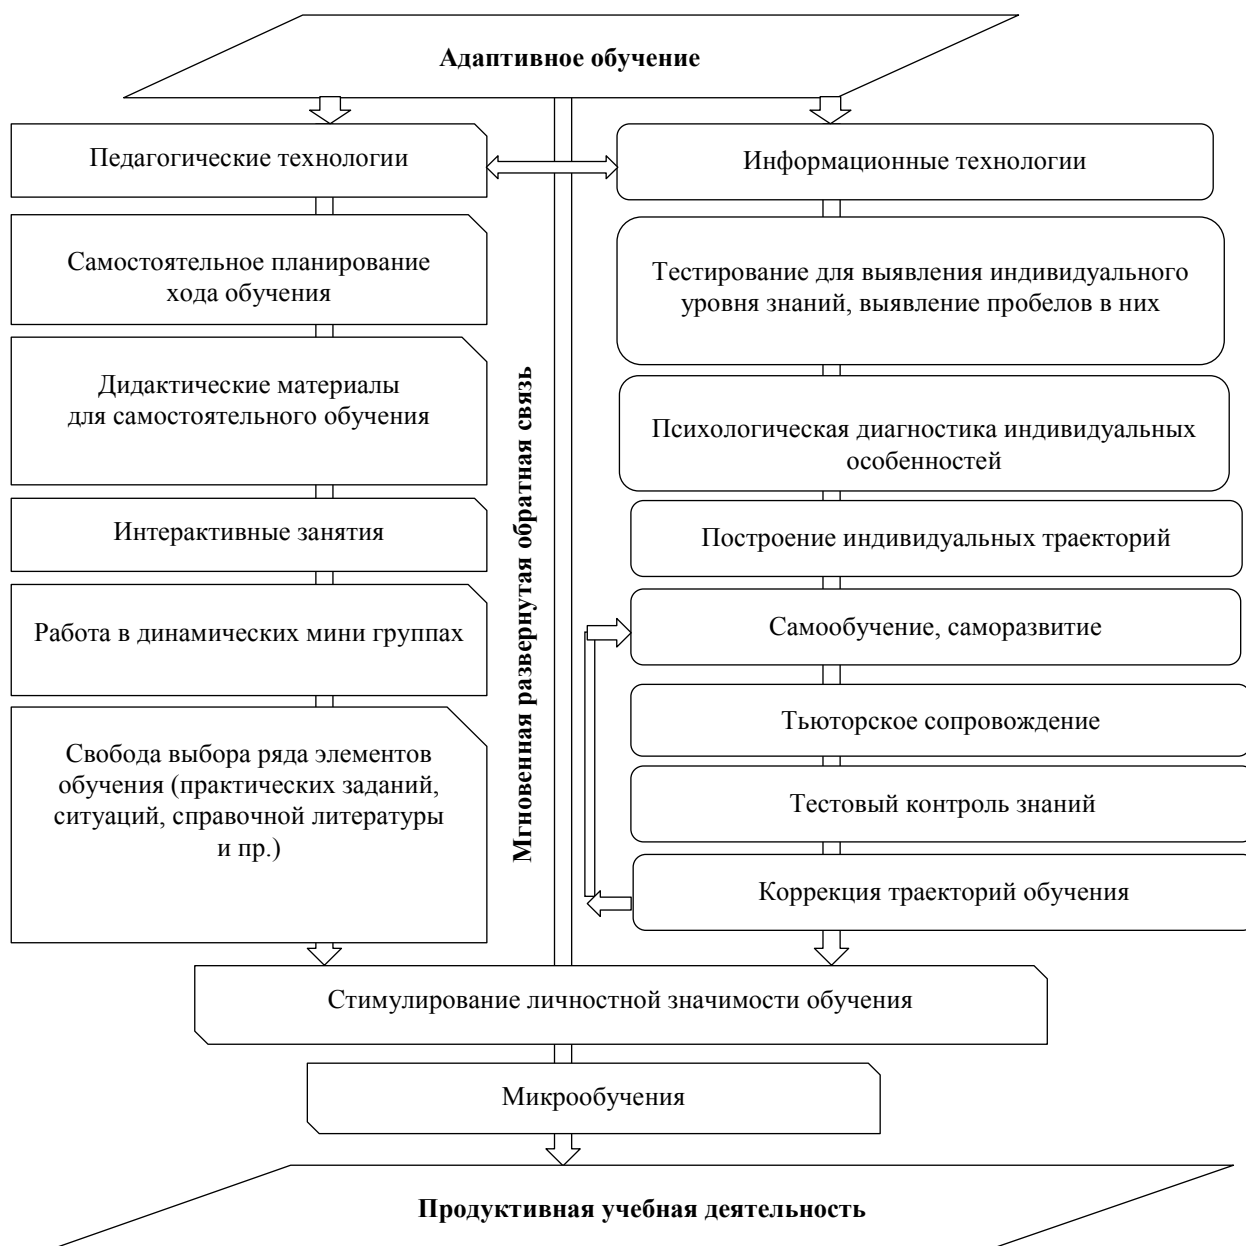 Адаптивное обучение
Педагогические технологии
Самостоятельное планирование
хода обучения
Дидактические материалы
для самостоятельного обучения
Интерактивные занятия
Работа в динамических мини группах
Свобода выбора ряда элементов
обучения (практических заданий,
ситуаций, справочной литературы
и пр.)
Мгновенная развернутая обратная связь
Информационные технологии
Тестирование для выявления индивидуального
уровня знаний, выявление пробелов в них
Психологическая диагностика индивидуальных
особенностей
Построение индивидуальных траекторий
Самообучение, саморазвитие
Тьюторское сопровождение
Тестовый контроль знаний
Коррекция траекторий обучения
Стимулирование личностной значимости обучения
Микрообучения
Продуктивная учебная деятельность